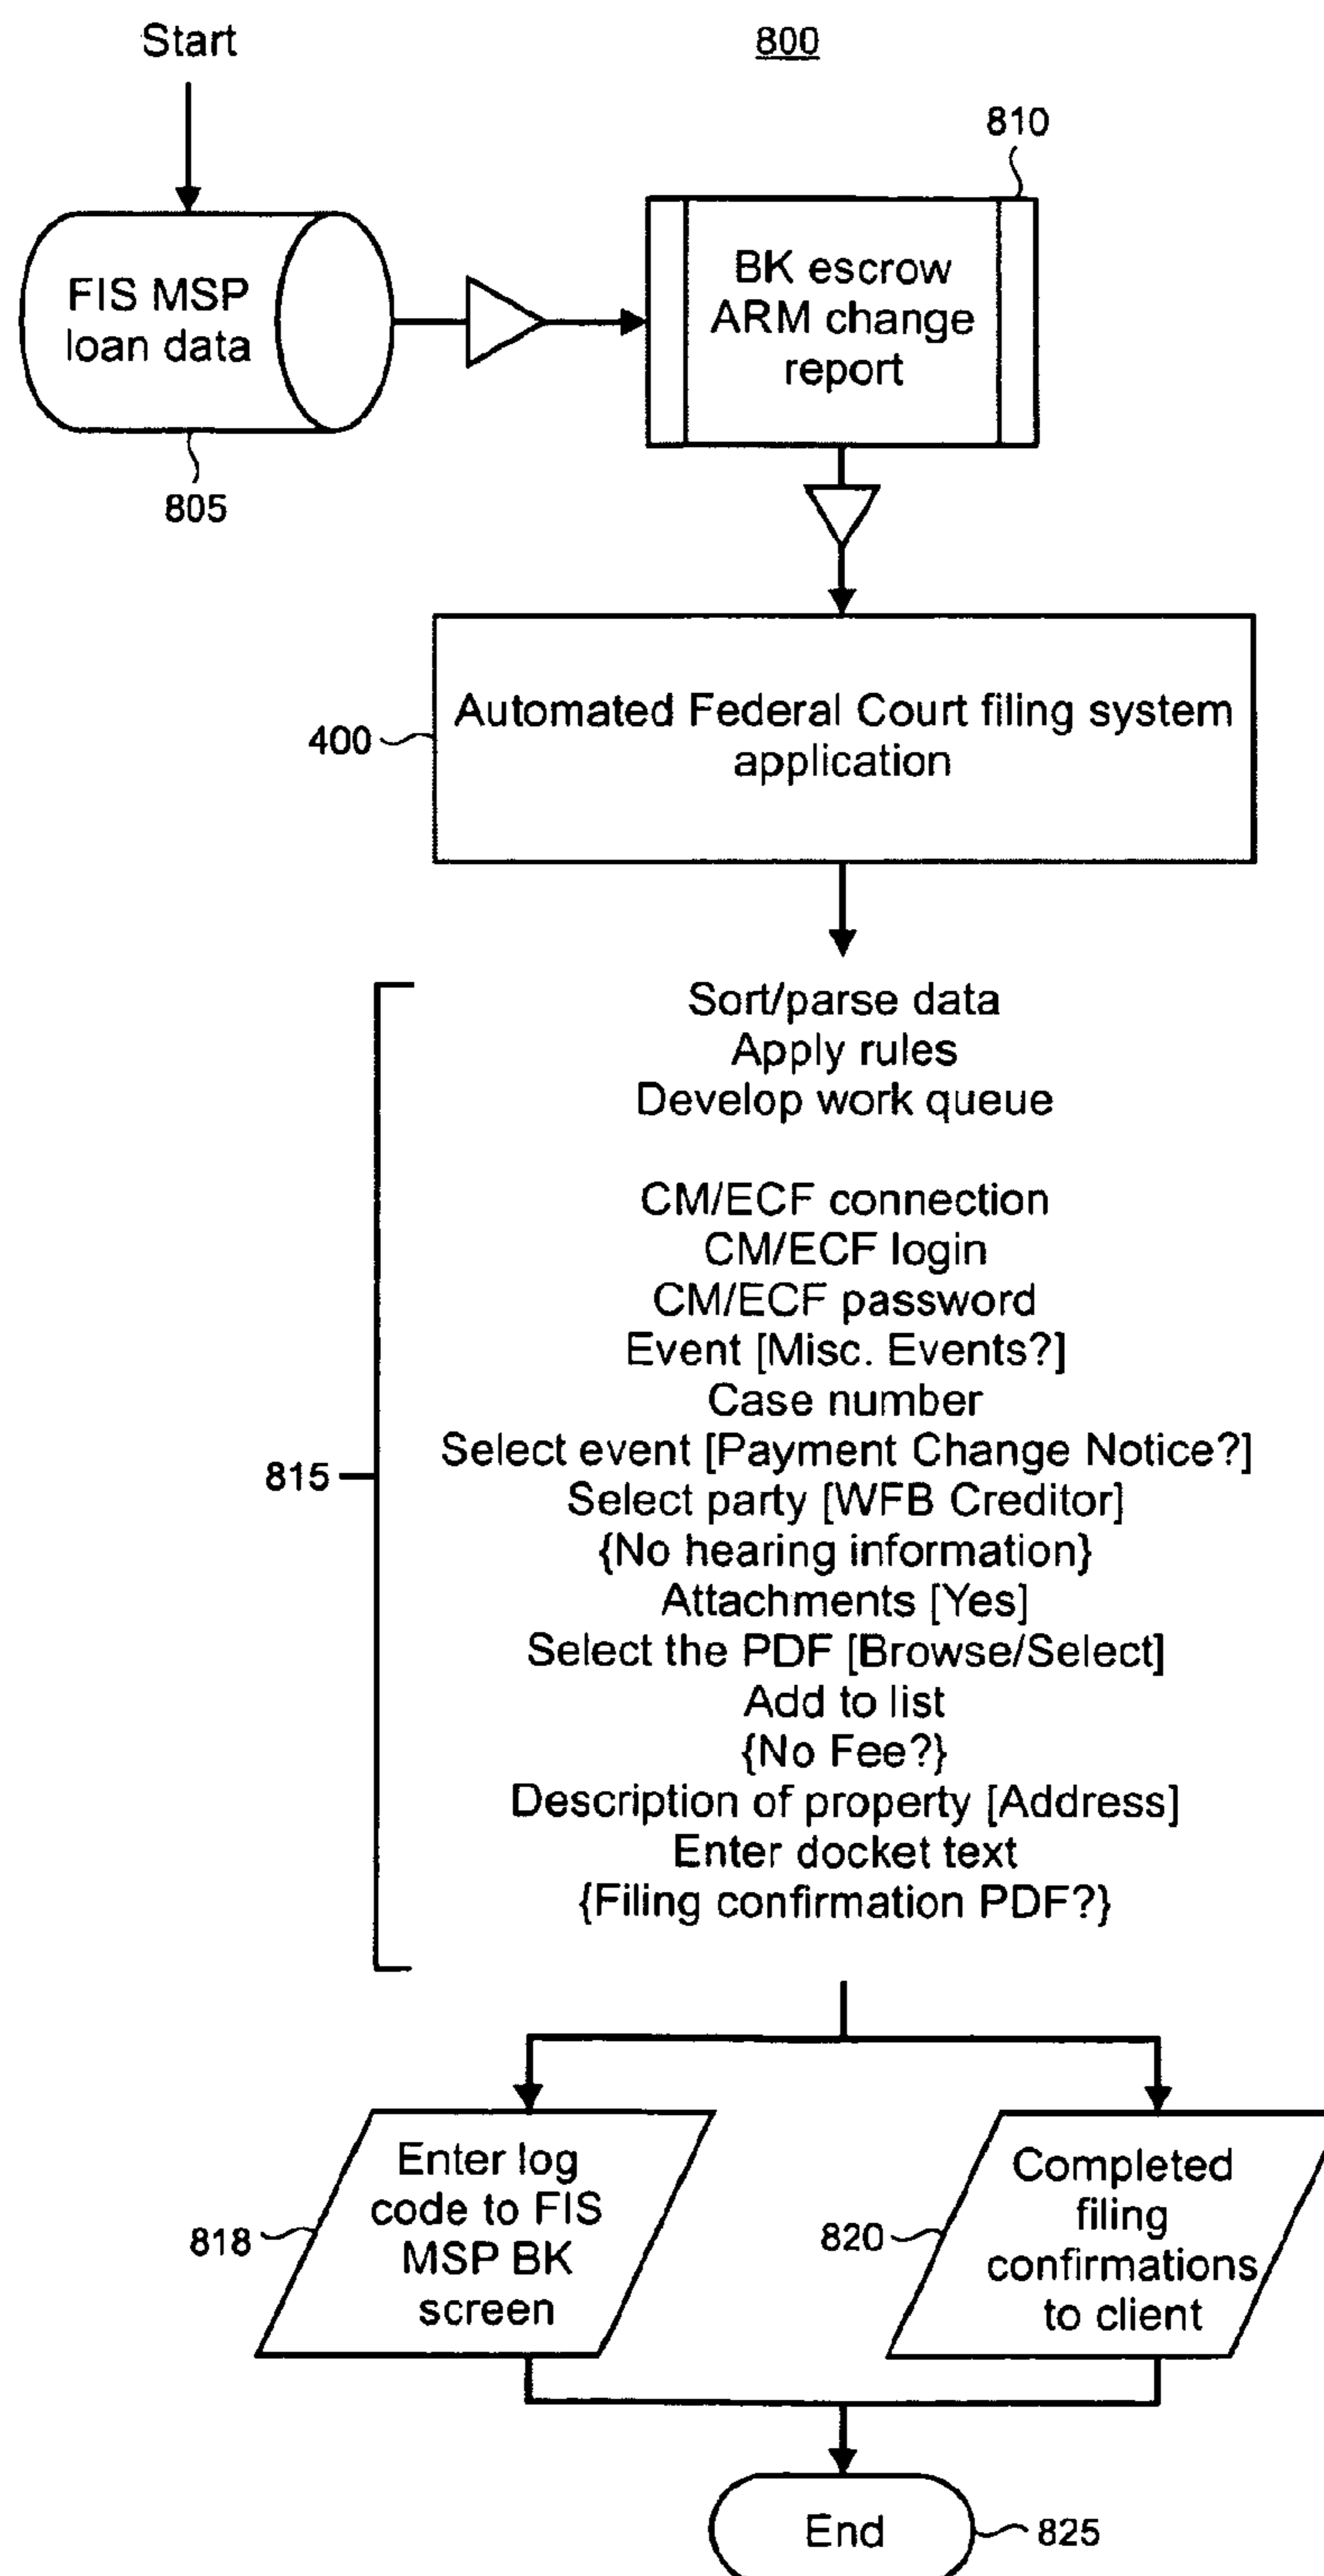 Start
800
810
FIS MSP
loan data
BK escrow
ARM change
report
805
400
Automated Federal Court filing system
application
815
Sort/parse data
Apply rules
Develop work queue
CM/ECF connection
CM/ECF login
CM/ECF password
Event [Misc. Events?]
Case number
Select event [Payment Change Notice?]
Select party [WFB Creditor]
{No hearing information}
Attachments [Yes]
Select the PDF [Browse/Select]
Add to list
{No Fee?}
Description of property [Address]
Enter docket text
{Filing confirmation PDF?}
818
Enter log
code to FIS
MSP BK
screen
820
Completed
filing
confirmations
to client
End
825